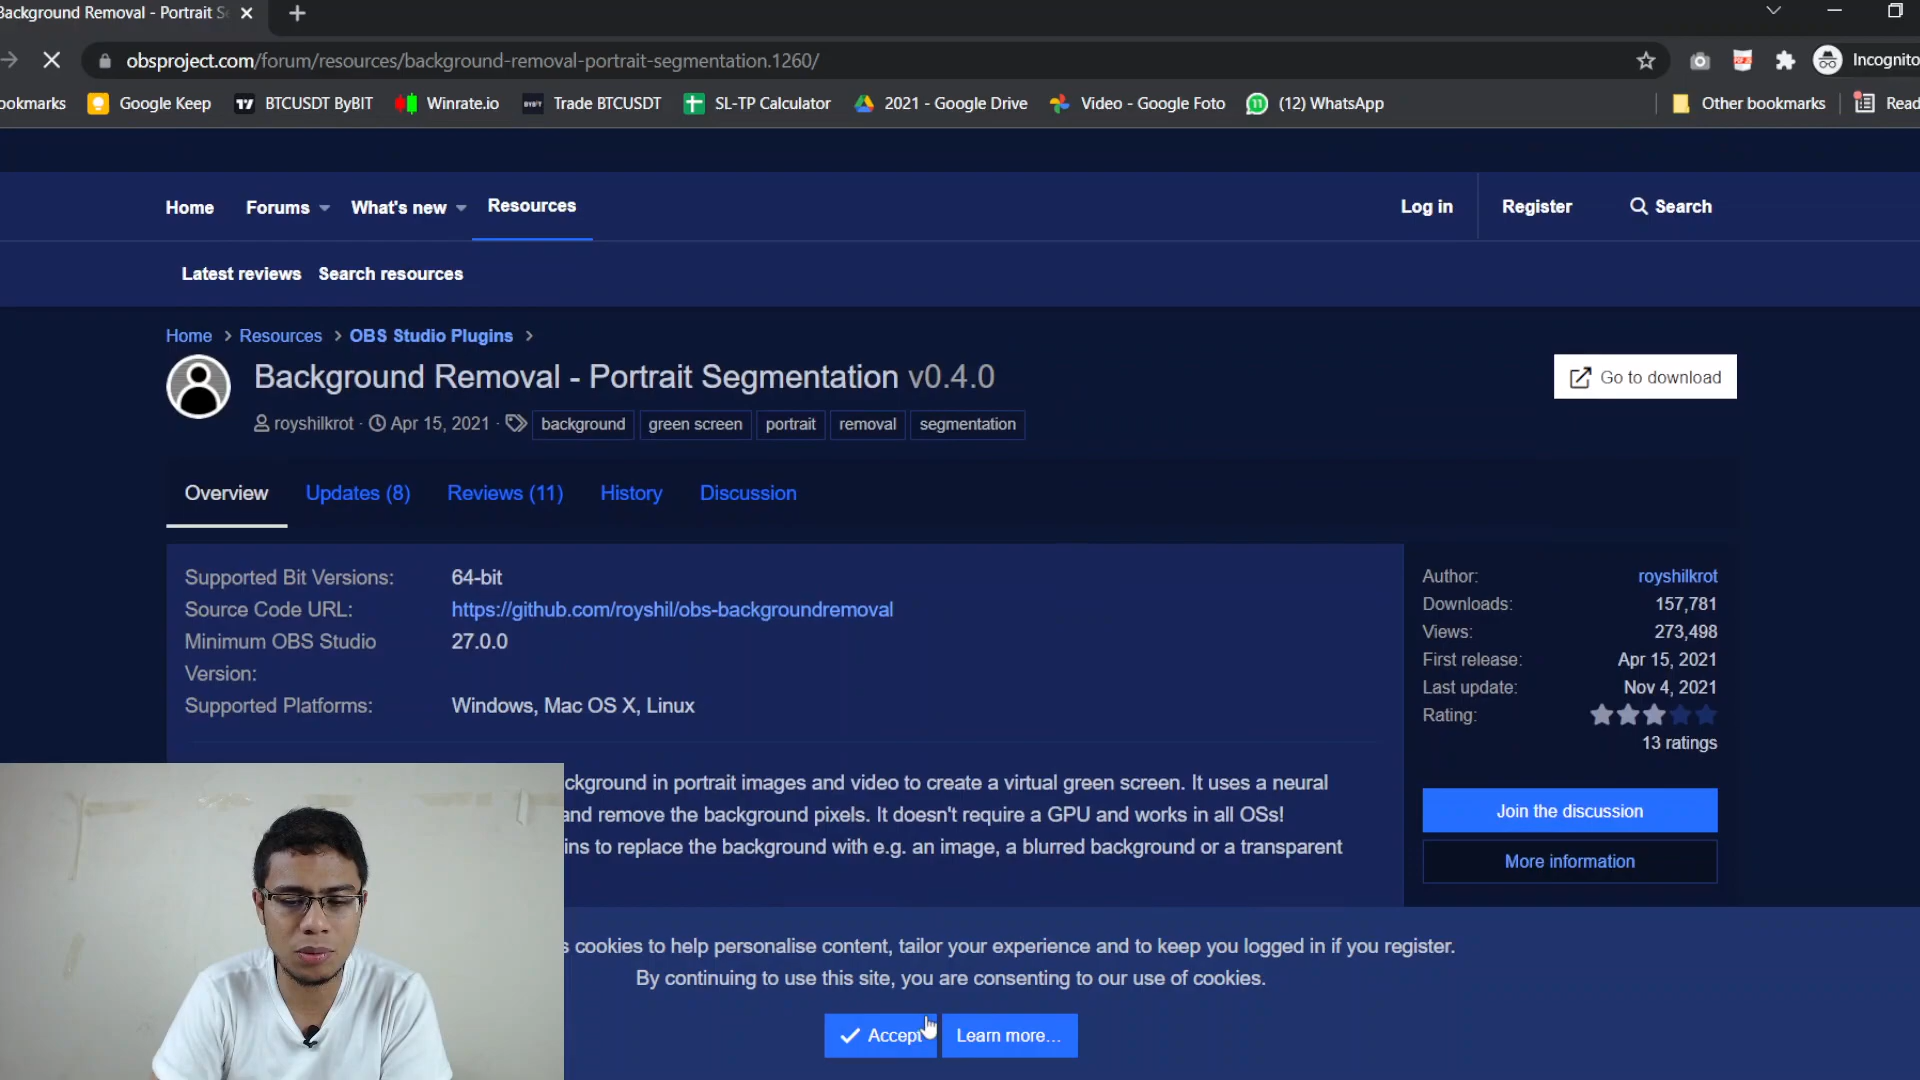 Background Removal - Portrait S
obsproject.com/forum/resources/background-removal-portrait-segmentation.1260/
Incognito
ookmarks
Google Keep
BTCUSDT ByBIT
Winrate.io
Trade BTCUSDT
SL-TP Calculator
2021 - Google Drive
Video - Google Foto
(12) WhatsApp
Other bookmarks
Read
Home
Forums
What's new
Resources
Log in
Register
Search
Latest reviews
Search resources
Home > Resources > OBS Studio Plugins >
Background Removal - Portrait Segmentation v0.4.0
Go to download
royshilkrot · Apr 15, 2021 · background green screen portrait removal segmentation
Overview
Updates (8)
Reviews (11)
History
Discussion
Supported Bit Versions: 64-bit
Source Code URL: https://github.com/royshil/obs-backgroundremoval
Minimum OBS Studio 27.0.0
Version:
Supported Platforms: Windows, Mac OS X, Linux
ckground in portrait images and video to create a virtual green screen. It uses a neural
and remove the background pixels. It doesn't require a GPU and works in all OSs!
ins to replace the background with e.g. an image, a blurred background or a transparent
Author: royshilkrot
Downloads: 157,781
Views: 273,498
First release: Apr 15, 2021
Last update: Nov 4, 2021
Rating:
13 ratings
Join the discussion
More information
s cookies to help personalise content, tailor your experience and to keep you logged in if you register.
By continuing to use this site, you are consenting to our use of cookies.
Accept
Learn more…